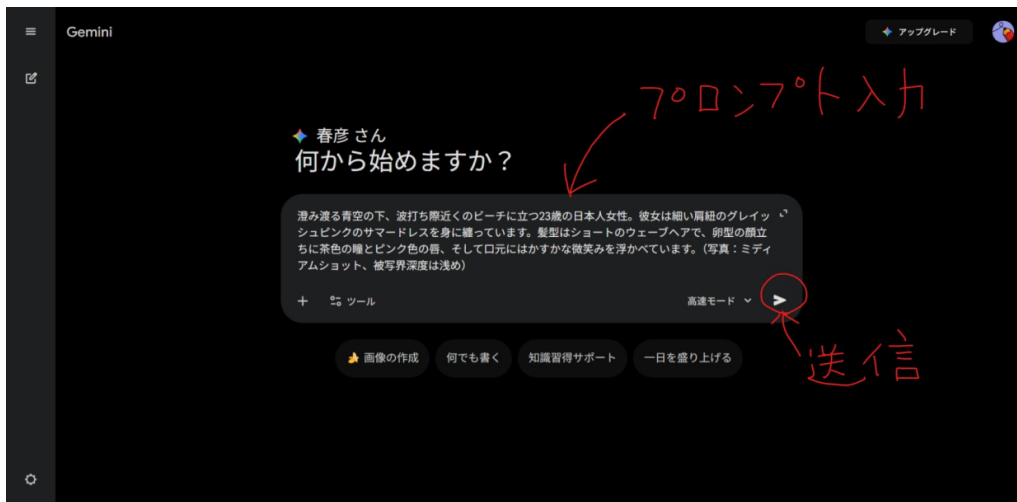 Gemini
アップグレード
プロンプト入力
春彦 さん
何から始めますか？
澄み渡る青空の下、波打ち際近くのビーチに立つ23歳の日本人女性。彼女は細い肩紐のグレイッ
シュピンクのサマードレスを身に纏っています。髪型はショートのウェーブヘアで、卵型の顔立
ちに茶色の瞳とピンク色の唇、そして口元にはかすかな微笑みを浮かべています。（写真：ミディ
アムショット、被写界深度は浅め）
ツール
高速モード
画像の作成
何でも書く
知識習得サポート
一日を盛り上げる
送信